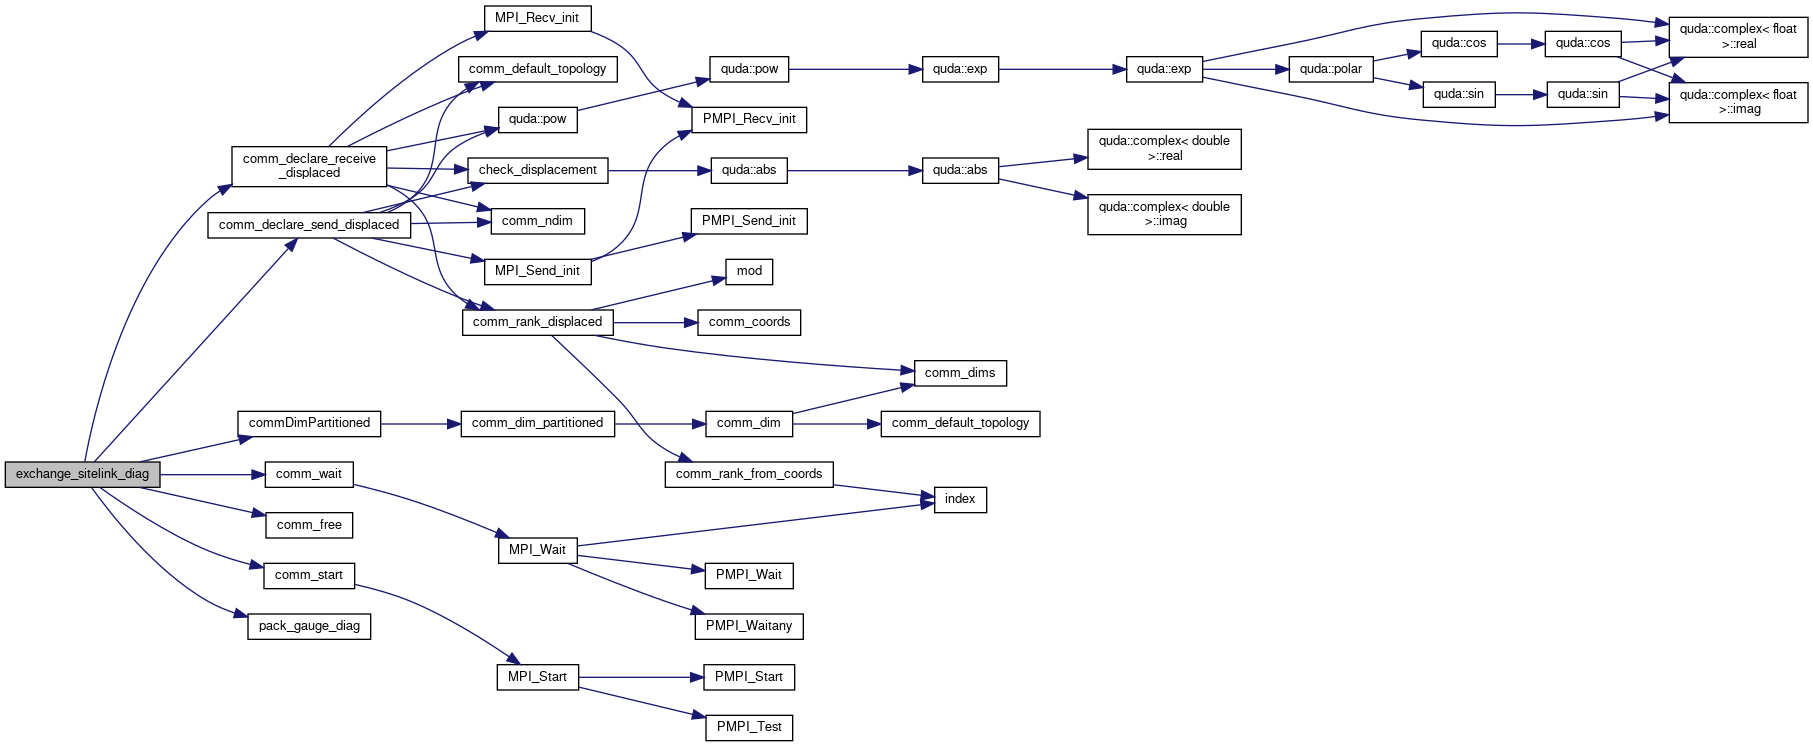 exchange_sitelink_diag
comm_declare_receive
_displaced
comm_declare_send_displaced
commDimPartitioned
comm_wait
comm_free
comm_start
pack_gauge_diag
MPI_Recv_init
comm_default_topology
quda::pow
check_displacement
comm_ndim
MPI_Send_init
comm_rank_displaced
comm_dim_partitioned
MPI_Wait
MPI_Start
quda::pow
PMPI_Recv_init
quda::abs
PMPI_Send_init
mod
comm_coords
comm_dim
comm_rank_from_coords
PMPI_Wait
PMPI_Waitany
PMPI_Start
PMPI_Test
quda::exp
quda::abs
comm_dims
comm_default_topology
index
quda::exp
quda::complex< double
>::real
quda::complex< double
>::imag
quda::polar
quda::cos
quda::sin
quda::cos
quda::sin
quda::complex< float
>::real
quda::complex< float
>::imag